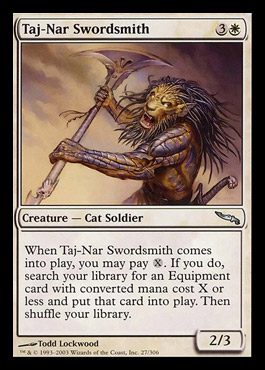 Taj-Nar Swordsmith 3
Creature — Cat Soldier
When Taj-Nar Swordsmith comes
into play, you may pay X. If you do,
search your library for an Equipment
card with converted mana cost X or
less and put that card into play. Then
shuffle your library.
2/3
Todd Lockwood
™ & © 1993-2003 Wizards of the Coast, Inc. 27/306